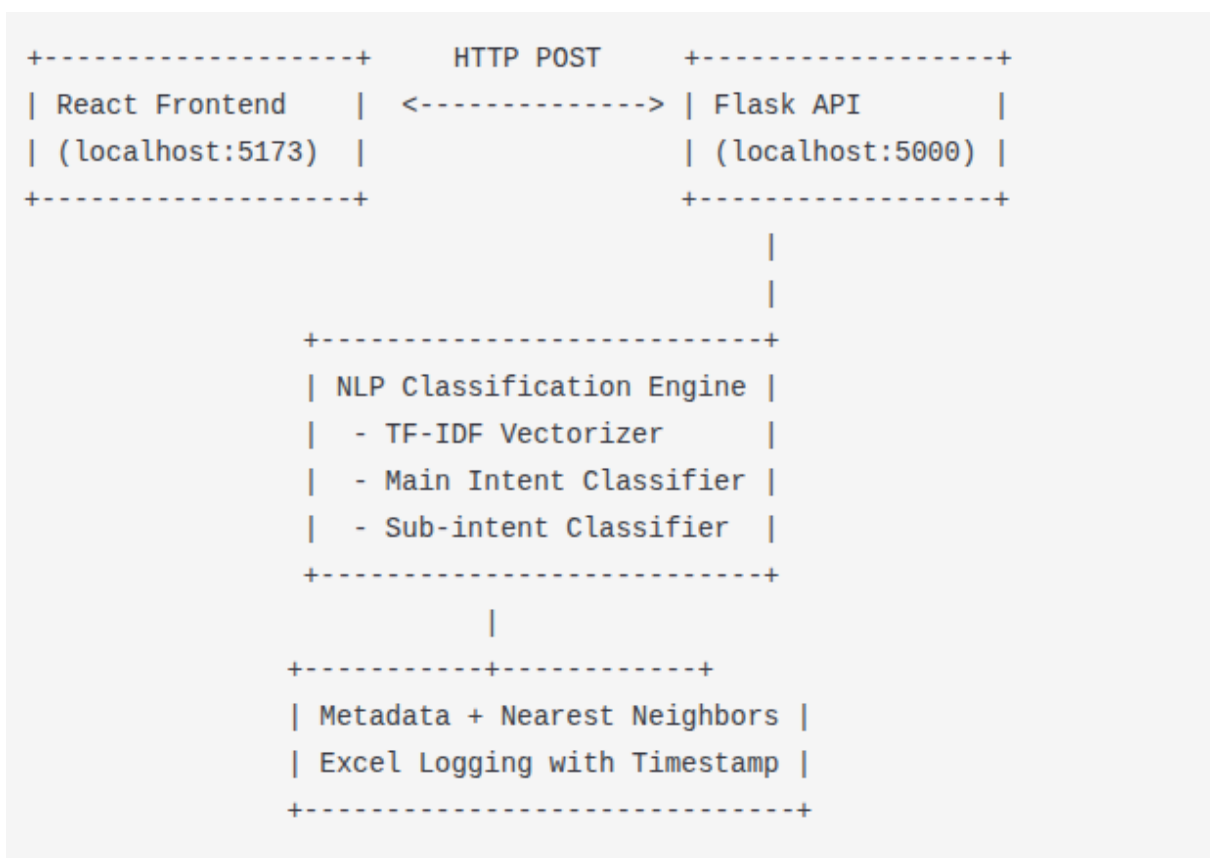 +-------------------+     HTTP POST     +------------------+
| React Frontend    |  <--------------> | Flask API        |
| (localhost:5173)  |                   | (localhost:5000) |
+-------------------+                   +------------------+
                                             |
                                             |
                 +---------------------------+
                 | NLP Classification Engine |
                 |  - TF-IDF Vectorizer      |
                 |  - Main Intent Classifier |
                 |  - Sub-intent Classifier  |
                 +---------------------------+
                            |
                +-----------+------------+
                | Metadata + Nearest Neighbors |
                | Excel Logging with Timestamp |
                +------------------------------+